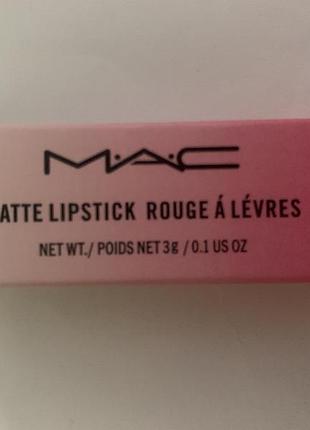 M·A·C
ATTE LIPSTICK ROUGE Á LÉVRES
NET WT./ POIDS NET 3g / 0.1 US OZ